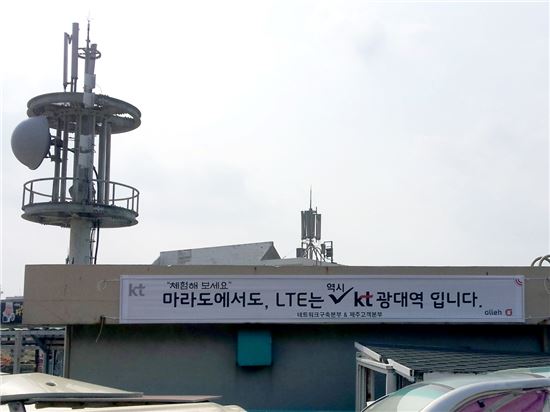 kt
"체험해 보세요"
역시
마라도에서도, LTE는 kt 광대역 입니다.
네트워크구축본부 & 제주고객본부
olleh